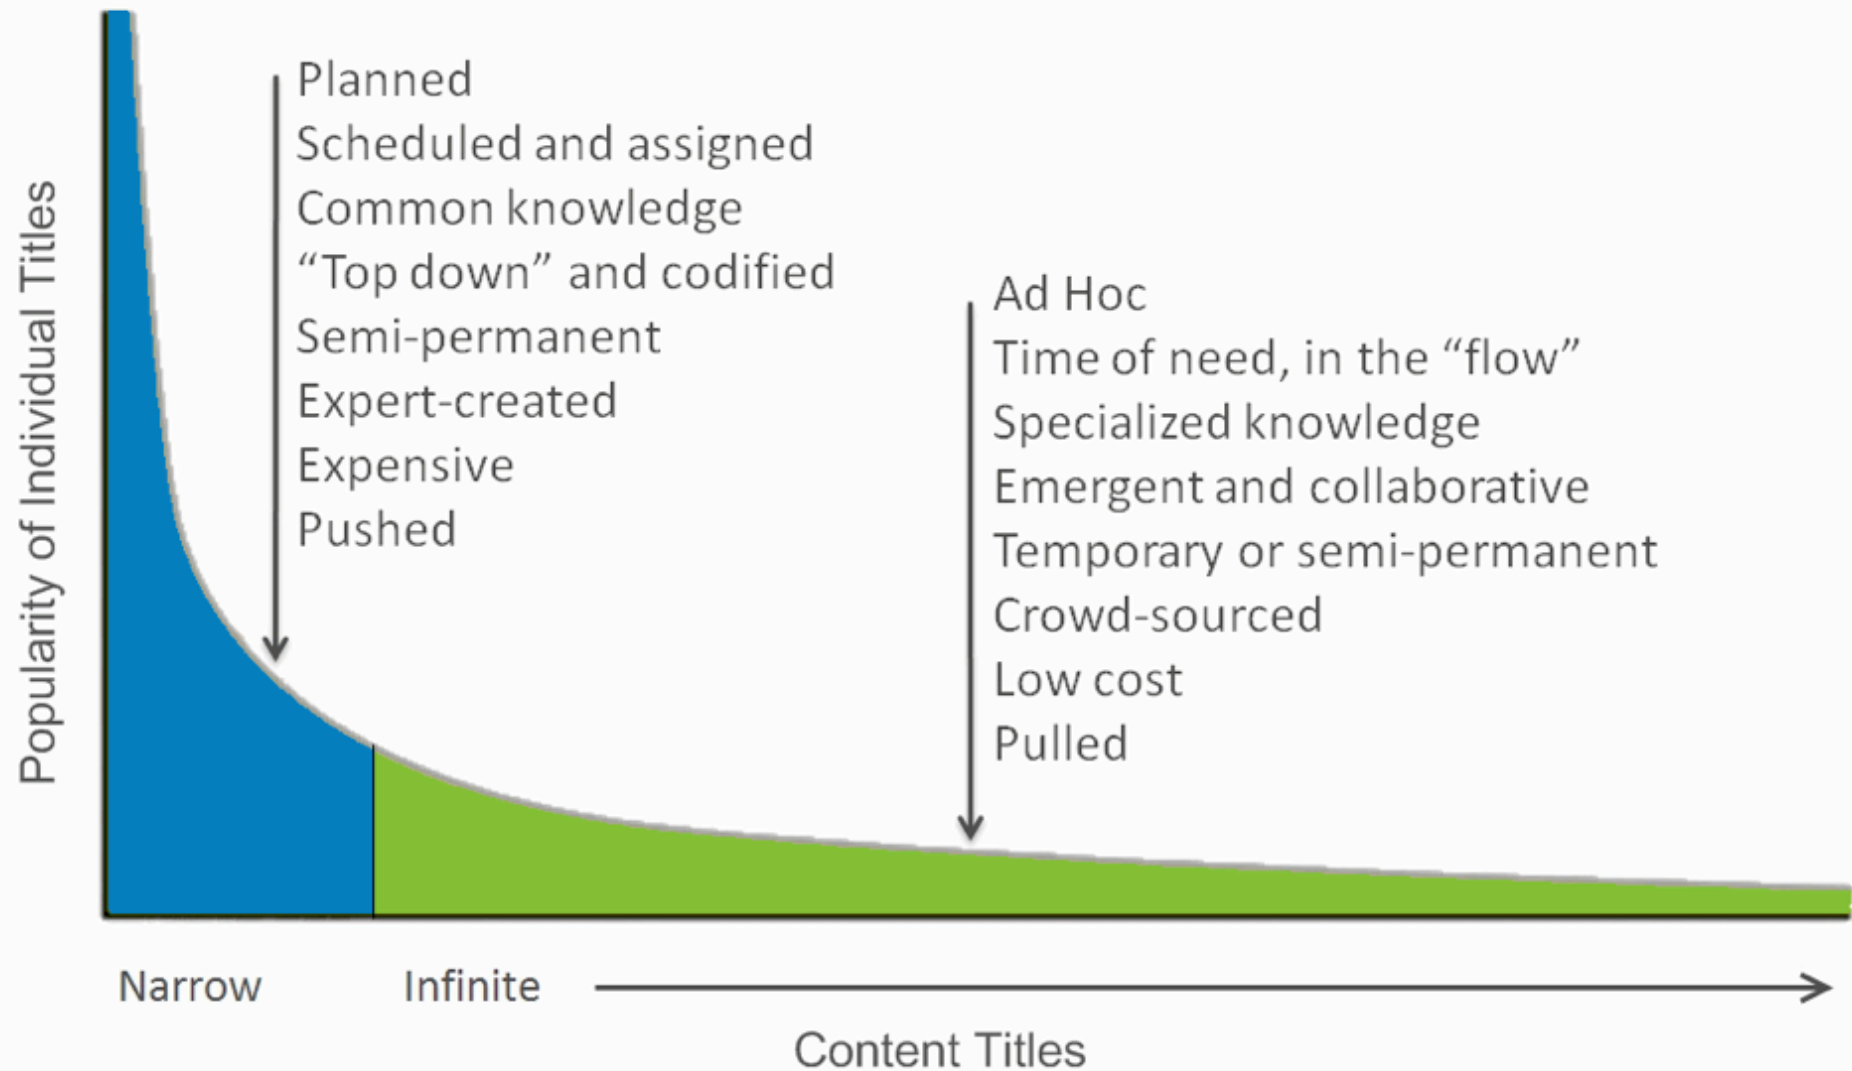 Popularity of Individual Titles
Planned
Scheduled and assigned
Common knowledge
“Top down” and codified
Semi-permanent
Expert-created
Expensive
Pushed
Ad Hoc
Time of need, in the “flow”
Specialized knowledge
Emergent and collaborative
Temporary or semi-permanent
Crowd-sourced
Low cost
Pulled
Narrow
Infinite
Content Titles